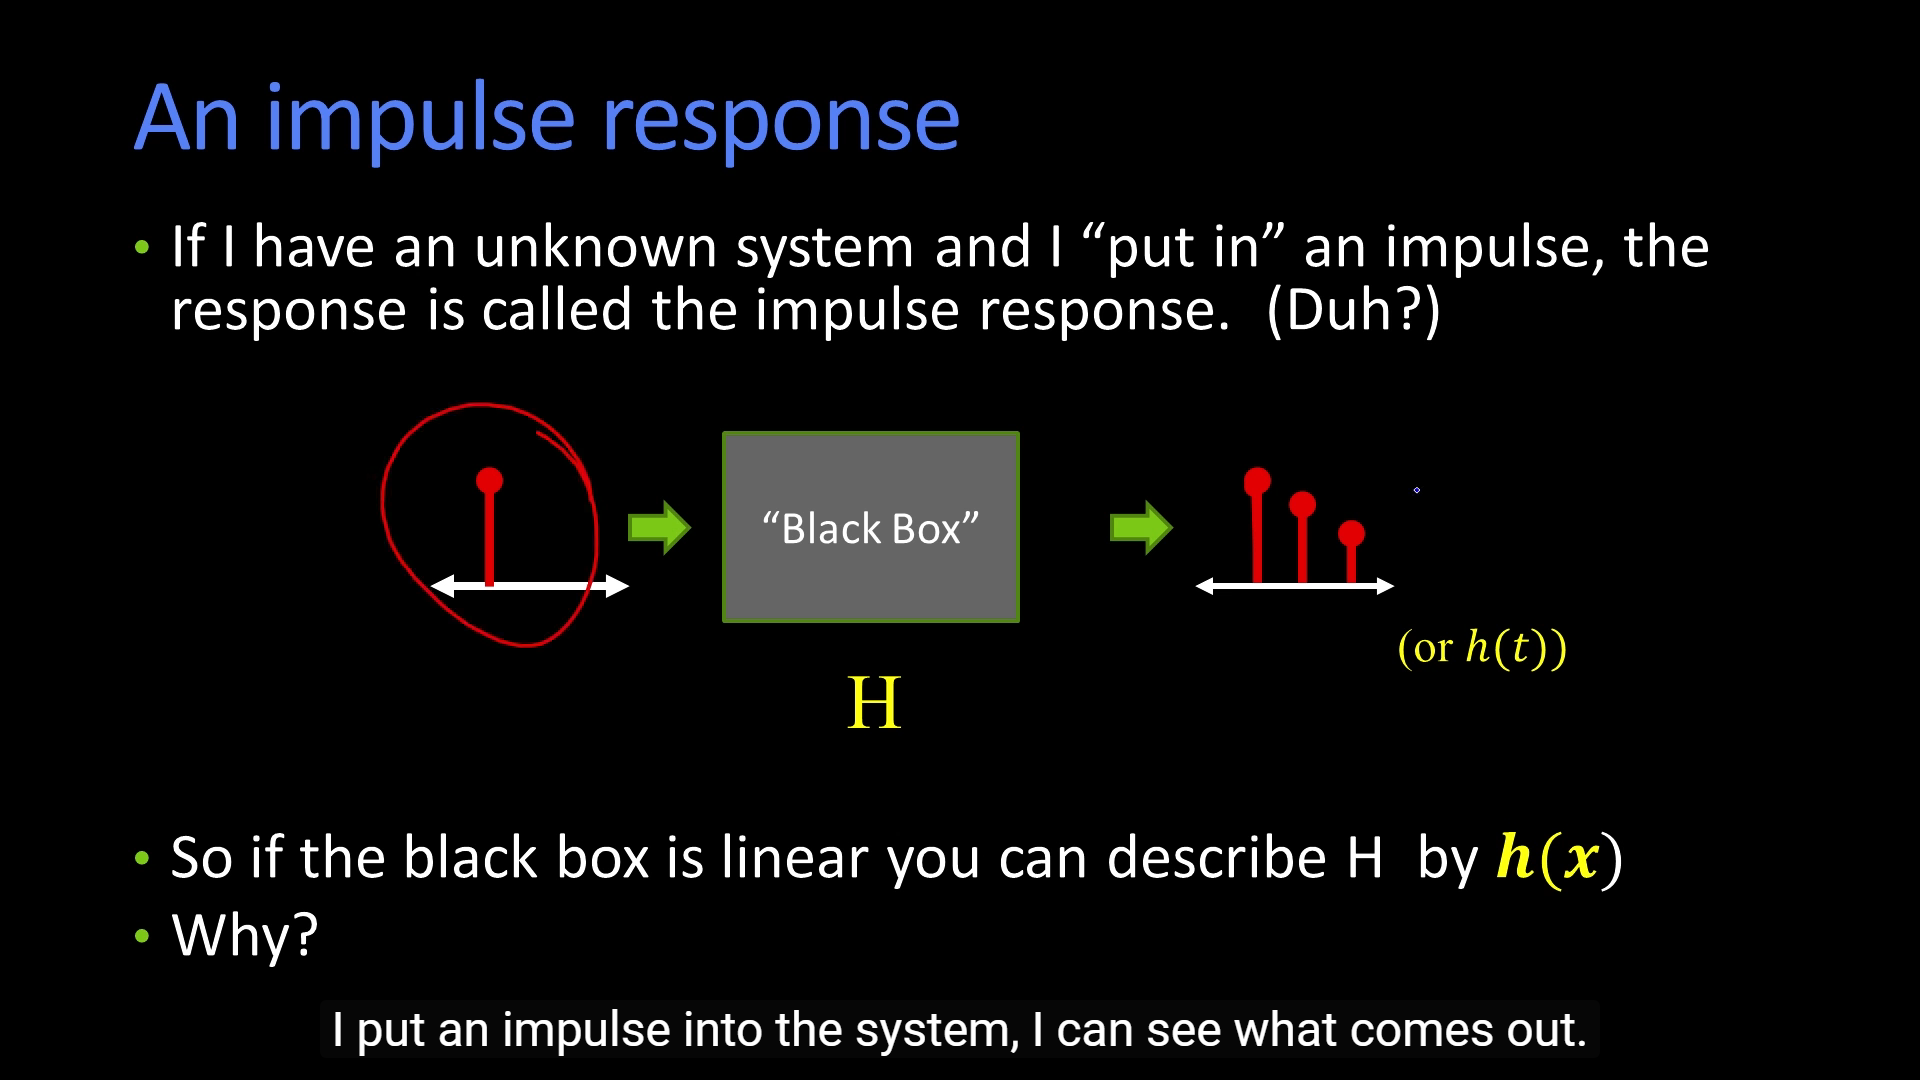 An impulse response
• If I have an unknown system and I “put in” an impulse, the
response is called the impulse response. (Duh?)
“Black Box”
(or h(t))
H
• So if the black box is linear you can describe H by h(x)
• Why?
I put an impulse into the system, I can see what comes out.